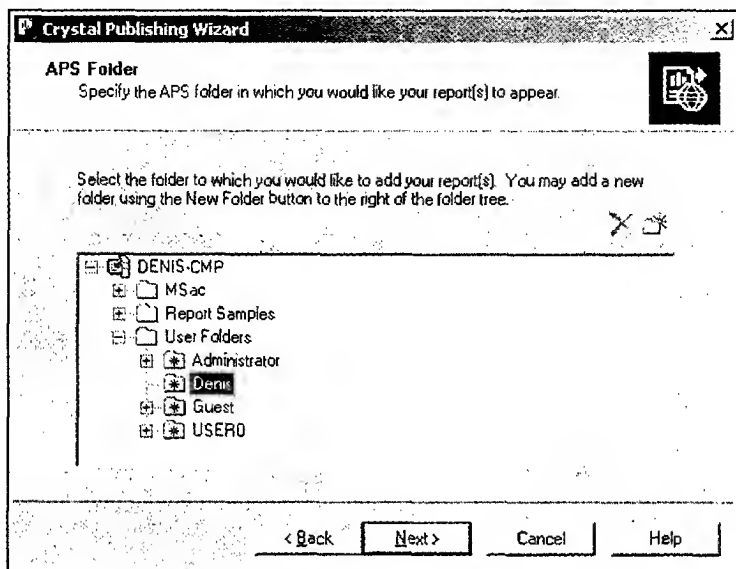 Crystal Publishing Wizard
APS Folder
Specify the APS folder in which you would like your report(s) to appear.
Select the folder to which you would like to add your report(s). You may add a new
folder using the New Folder button to the right of the folder tree.
DENIS-CMP
MSac
Report Samples
User Folders
Administrator
Denis
Guest
USER0
< Back Next > Cancel Help